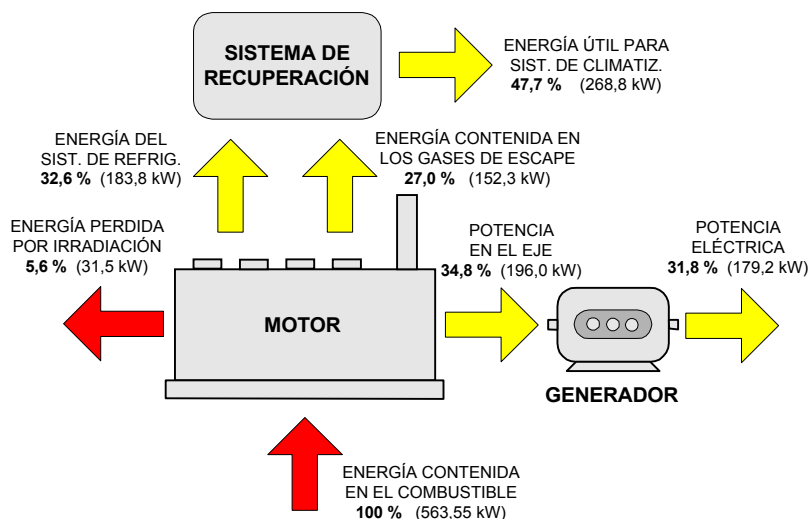 SISTEMA DE
RECUPERACIÓN
ENERGÍA ÚTIL PARA
SIST. DE CLIMATIZ.
47,7 % (268,8 kW)
ENERGÍA DEL
SIST. DE REFRIG.
32,6 % (183,8 kW)
ENERGÍA CONTENIDA EN
LOS GASES DE ESCAPE
27,0 % (152,3 kW)
ENERGÍA PERDIDA
POR IRRADIACIÓN
5,6 % (31,5 kW)
POTENCIA
EN EL EJE
34,8 % (196,0 kW)
POTENCIA
ELÉCTRICA
31,8 % (179,2 kW)
MOTOR
GENERADOR
ENERGÍA CONTENIDA
EN EL COMBUSTIBLE
100 % (563,55 kW)